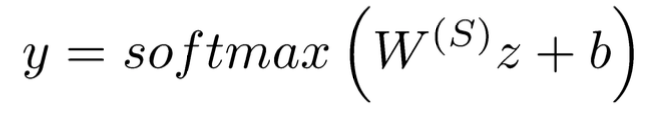 y = softmax(W^{(S)}z + b)